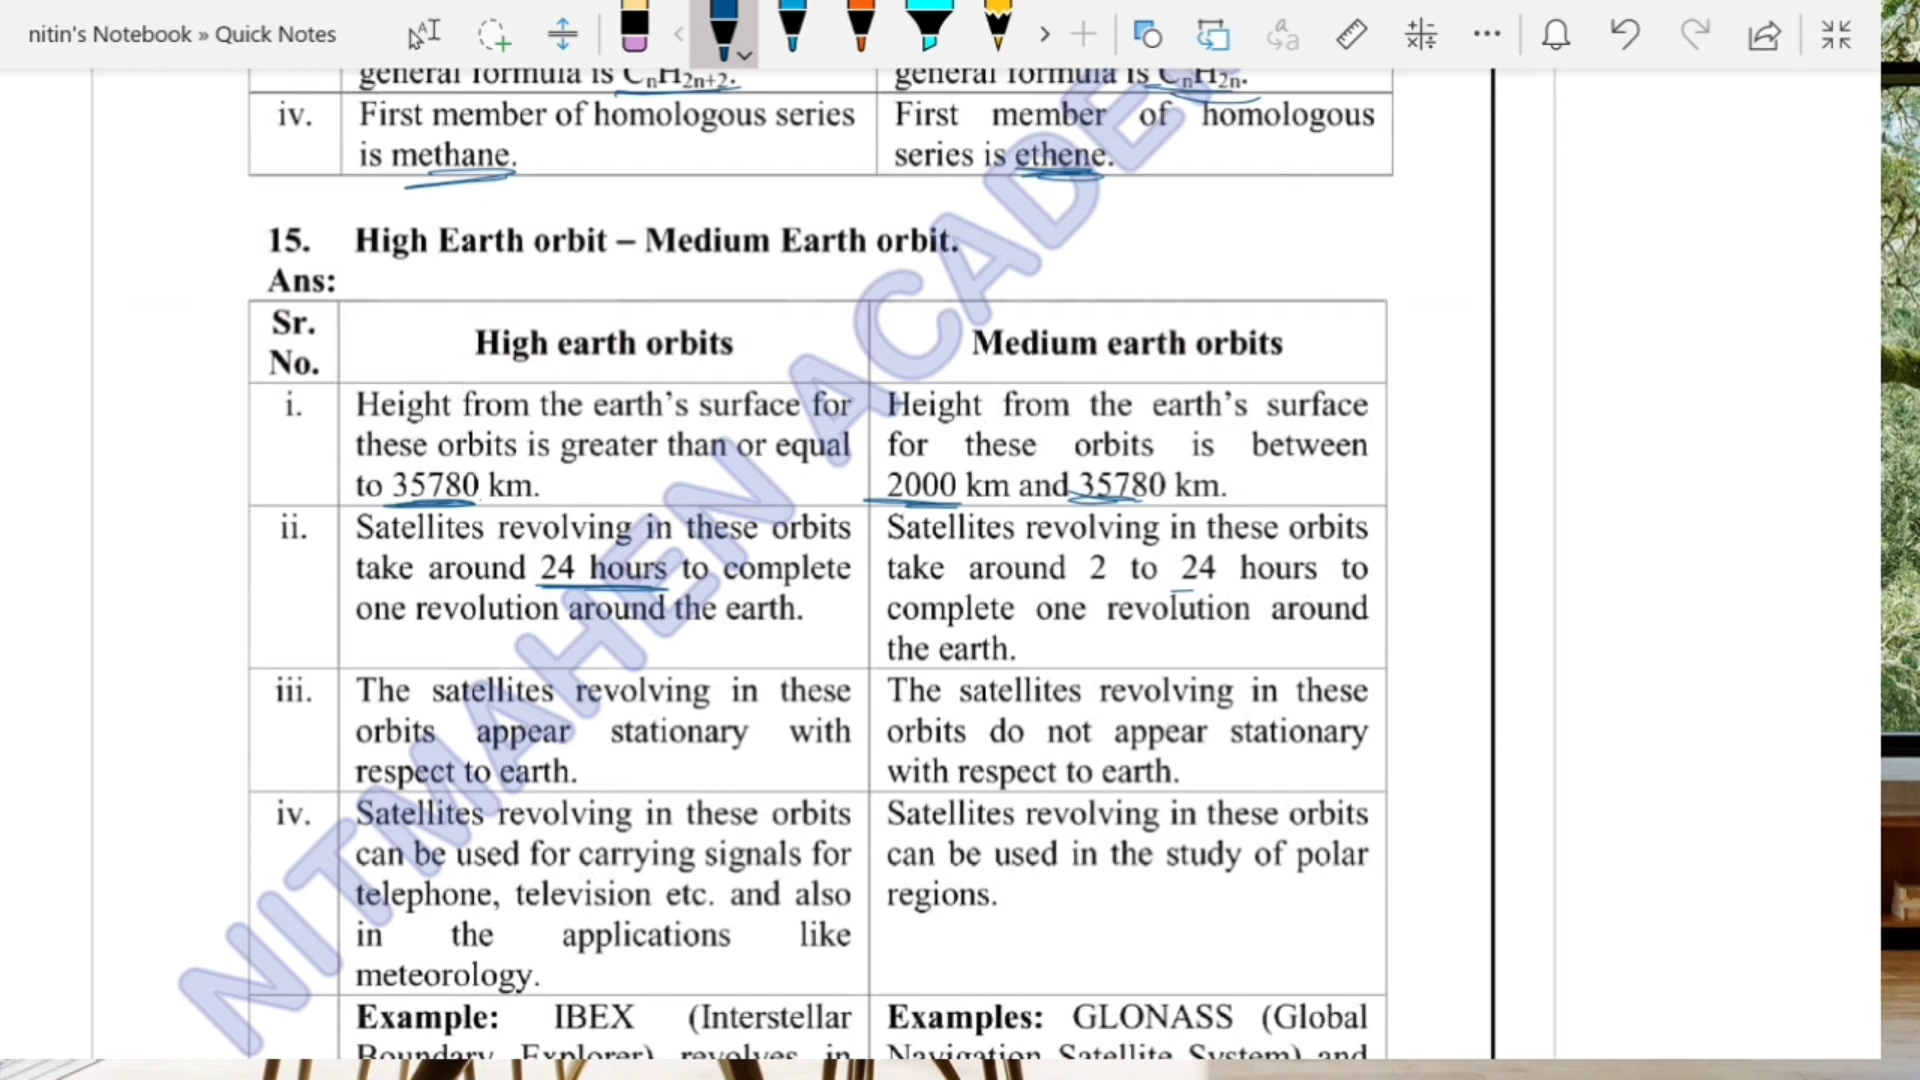 nitin's Notebook » Quick Notes
general formula is CnH2n+2.
general formula is CnH2n.
iv. First member of homologous series
is methane.
First member of homologous
series is ethene.
15. High Earth orbit – Medium Earth orbit.
Ans:
Sr.
No.
High earth orbits
Medium earth orbits
i. Height from the earth's surface for
these orbits is greater than or equal
to 35780 km.
Height from the earth's surface
for these orbits is between
2000 km and 35780 km.
ii. Satellites revolving in these orbits
take around 24 hours to complete
one revolution around the earth.
Satellites revolving in these orbits
take around 2 to 24 hours to
complete one revolution around
the earth.
iii. The satellites revolving in these
orbits appear stationary with
respect to earth.
The satellites revolving in these
orbits do not appear stationary
with respect to earth.
iv. Satellites revolving in these orbits
can be used for carrying signals for
telephone, television etc. and also
in the applications like
meteorology.
Satellites revolving in these orbits
can be used in the study of polar
regions.
Example: IBEX (Interstellar
Boundary Explorer) revolves in
Examples: GLONASS (Global
Navigation Satellite System) and
NITMAHEN ACADE